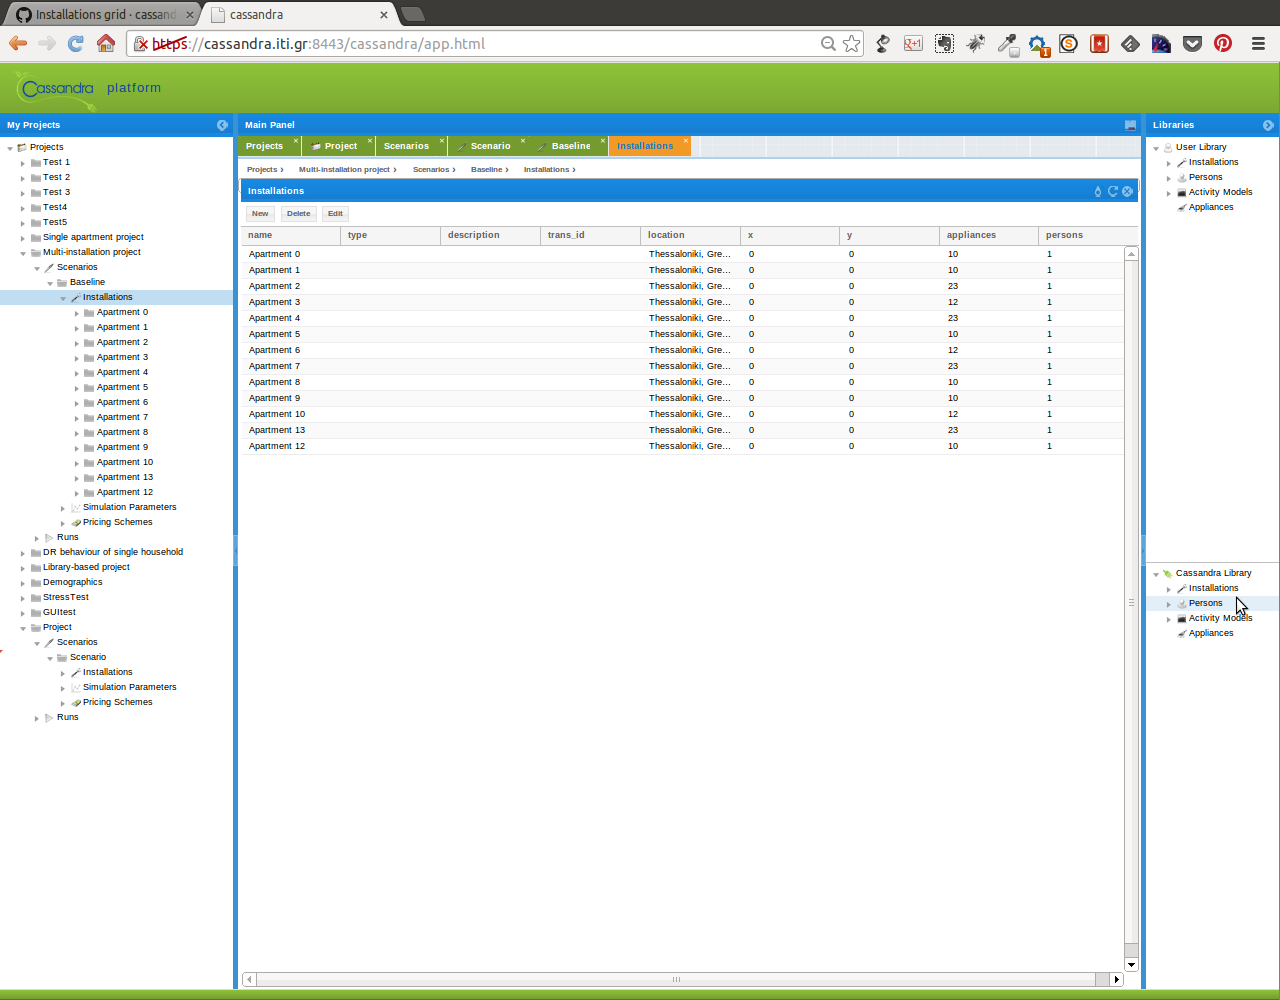 Installations grid · cassand
cassandra
https://cassandra.iti.gr:8443/cassandra/app.html
Cassandra platform
My Projects
Projects
Test 1
Test 2
Test 3
Test4
Test5
Single apartment project
Multi-installation project
Scenarios
Baseline
Installations
Apartment 0
Apartment 1
Apartment 2
Apartment 3
Apartment 4
Apartment 5
Apartment 6
Apartment 7
Apartment 8
Apartment 9
Apartment 10
Apartment 13
Apartment 12
Simulation Parameters
Pricing Schemes
Runs
DR behaviour of single household
Library-based project
Demographics
StressTest
GUItest
Project
Scenarios
Scenario
Installations
Simulation Parameters
Pricing Schemes
Runs
Main Panel
Projects Project Scenarios Scenario Baseline Installations
Projects › Multi-installation project › Scenarios › Baseline › Installations ›
Installations
New Delete Edit
name type description trans_id location x y appliances persons
Apartment 0 Thessaloniki, Gre... 0 0 10 1
Apartment 1 Thessaloniki, Gre... 0 0 10 1
Apartment 2 Thessaloniki, Gre... 0 0 23 1
Apartment 3 Thessaloniki, Gre... 0 0 12 1
Apartment 4 Thessaloniki, Gre... 0 0 23 1
Apartment 5 Thessaloniki, Gre... 0 0 10 1
Apartment 6 Thessaloniki, Gre... 0 0 12 1
Apartment 7 Thessaloniki, Gre... 0 0 23 1
Apartment 8 Thessaloniki, Gre... 0 0 10 1
Apartment 9 Thessaloniki, Gre... 0 0 10 1
Apartment 10 Thessaloniki, Gre... 0 0 12 1
Apartment 13 Thessaloniki, Gre... 0 0 23 1
Apartment 12 Thessaloniki, Gre... 0 0 10 1
Libraries
User Library
Installations
Persons
Activity Models
Appliances
Cassandra Library
Installations
Persons
Activity Models
Appliances